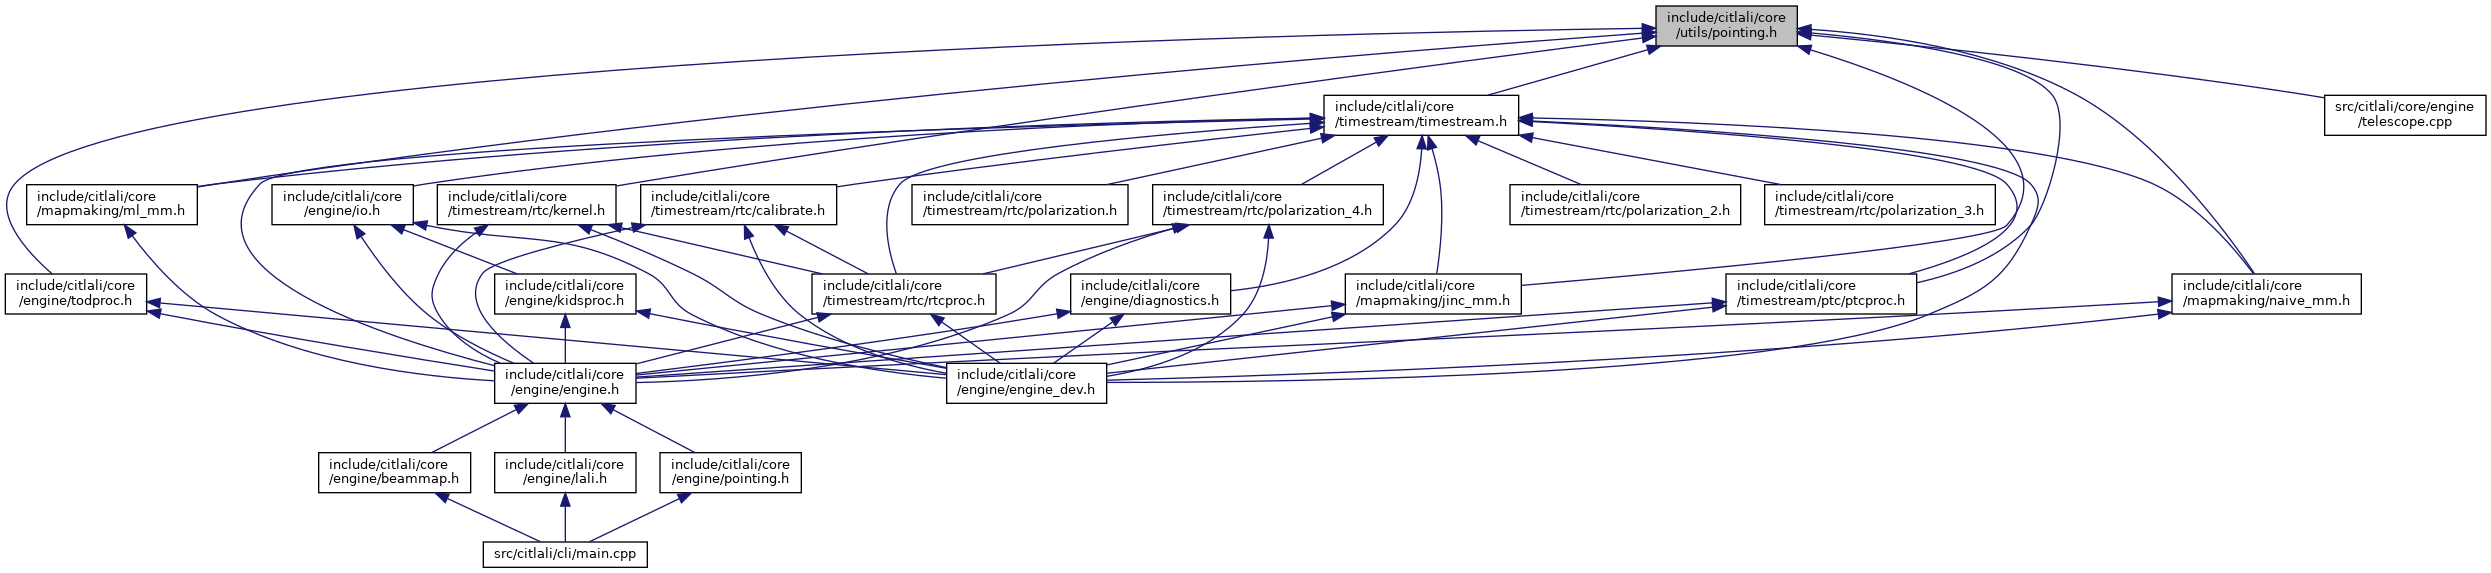 include/citlali/core
/utils/pointing.h
include/citlali/core
/timestream/timestream.h
src/citlali/core/engine
/telescope.cpp
include/citlali/core
/mapmaking/ml_mm.h
include/citlali/core
/engine/io.h
include/citlali/core
/timestream/rtc/kernel.h
include/citlali/core
/timestream/rtc/calibrate.h
include/citlali/core
/timestream/rtc/polarization.h
include/citlali/core
/timestream/rtc/polarization_4.h
include/citlali/core
/timestream/rtc/polarization_2.h
include/citlali/core
/timestream/rtc/polarization_3.h
include/citlali/core
/engine/todproc.h
include/citlali/core
/engine/kidsproc.h
include/citlali/core
/timestream/rtc/rtcproc.h
include/citlali/core
/engine/diagnostics.h
include/citlali/core
/mapmaking/jinc_mm.h
include/citlali/core
/timestream/ptc/ptcproc.h
include/citlali/core
/mapmaking/naive_mm.h
include/citlali/core
/engine/engine.h
include/citlali/core
/engine/engine_dev.h
include/citlali/core
/engine/beammap.h
include/citlali/core
/engine/lali.h
include/citlali/core
/engine/pointing.h
src/citlali/cli/main.cpp